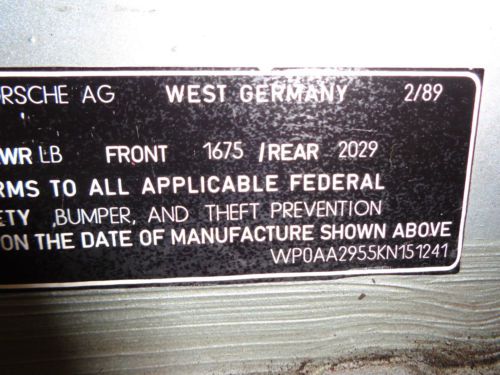 ORSCHE AG WEST GERMANY 2/89
WR LB FRONT 1675 /REAR 2029
RMS TO ALL APPLICABLE FEDERAL
ETY , BUMPER, AND THEFT PREVENTION
ON THE DATE OF MANUFACTURE SHOWN ABOVE
WP0AA2955KN151241